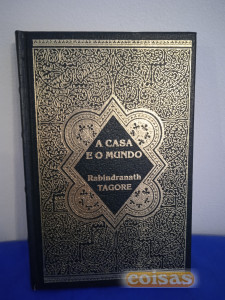 A CASA
E O MUNDO
Rabindranath
TAGORE
coisas